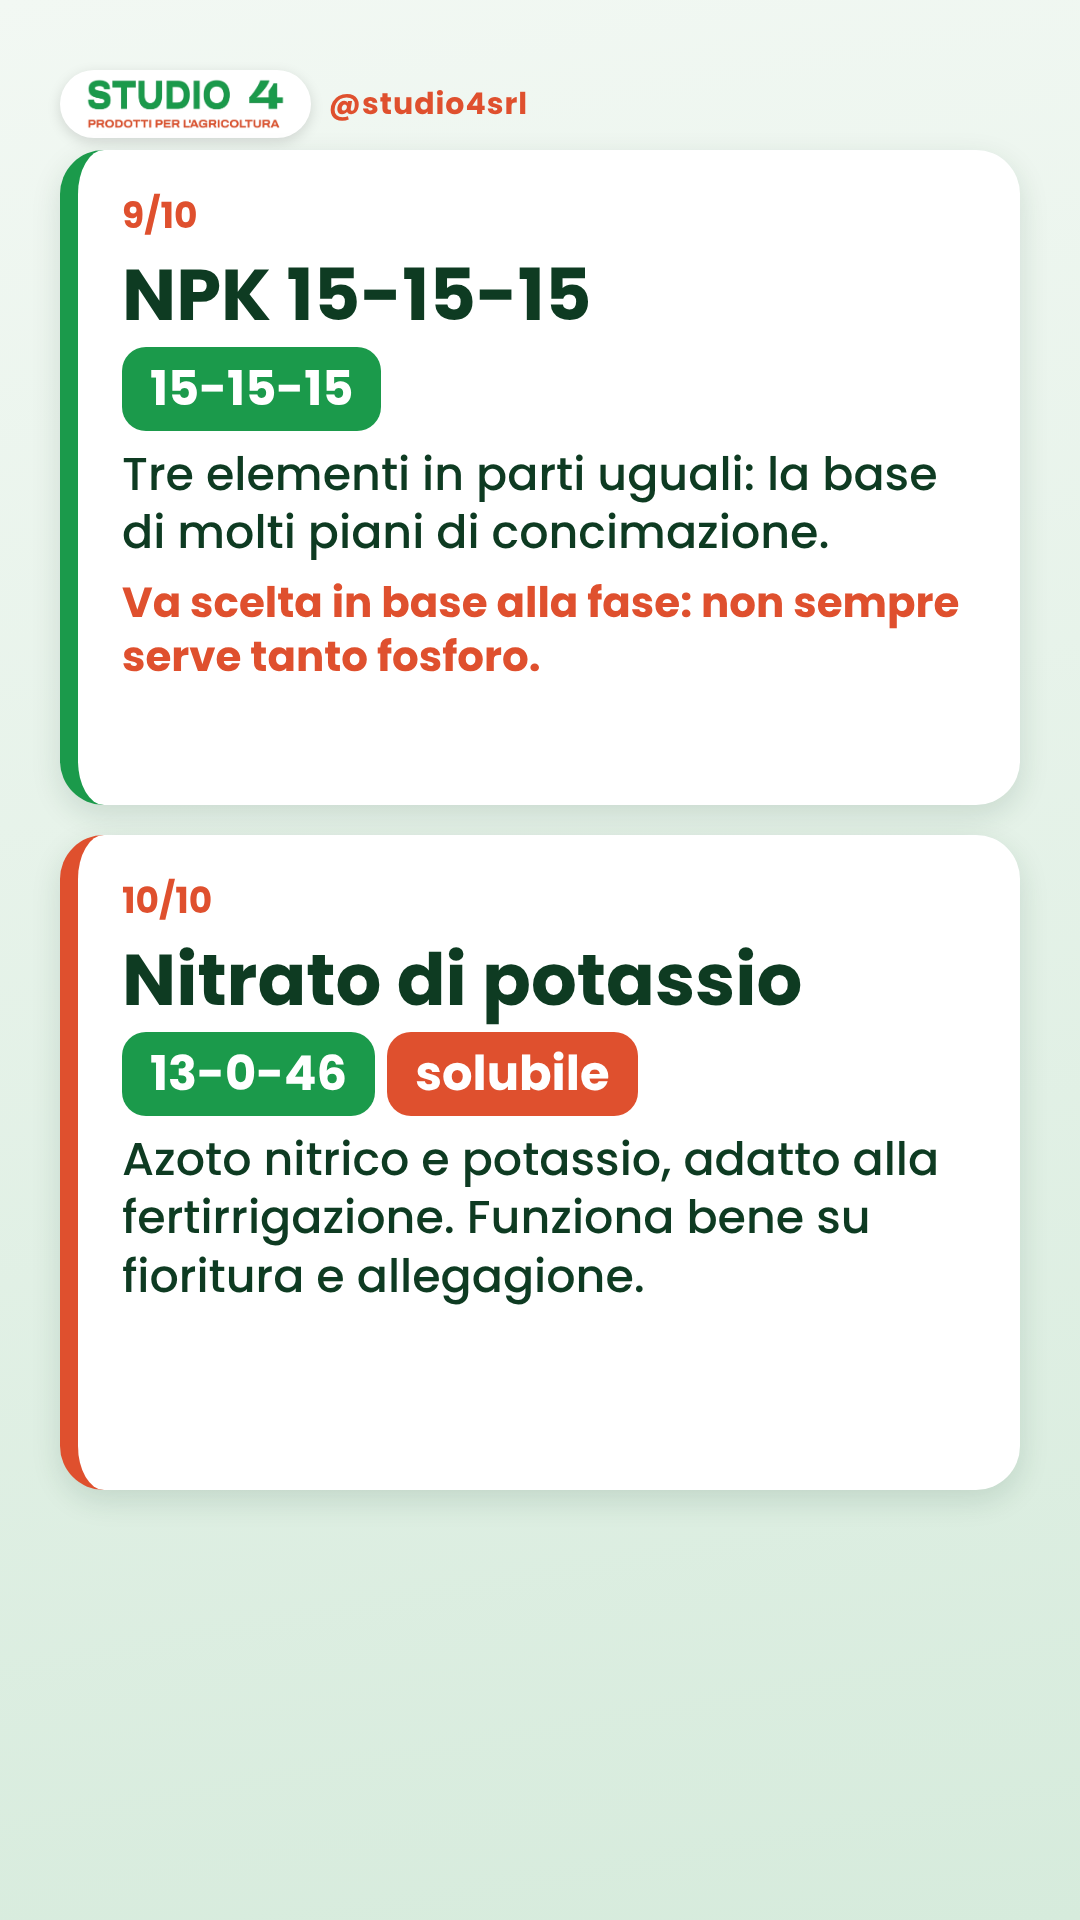 STUDIO 4
PRODOTTI PER L'AGRICOLTURA
@studio4srl
9/10
NPK 15-15-15
15-15-15
Tre elementi in parti uguali: la base
di molti piani di concimazione.
Va scelta in base alla fase: non sempre
serve tanto fosforo.
10/10
Nitrato di potassio
13-0-46
solubile
Azoto nitrico e potassio, adatto alla
fertirrigazione. Funziona bene su
fioritura e allegagione.